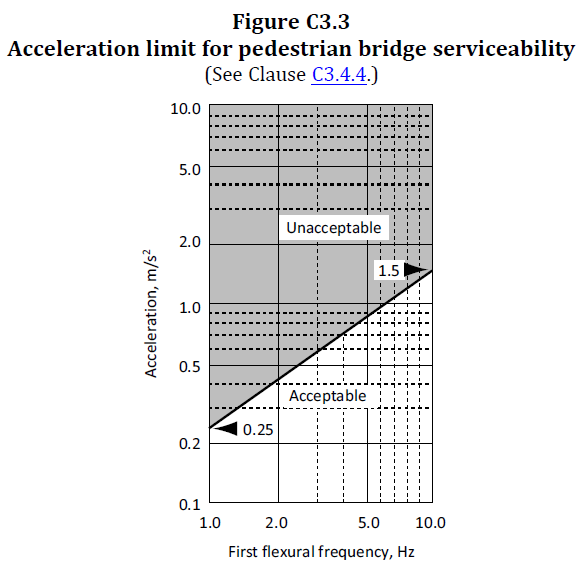 Figure C3.3
Acceleration limit for pedestrian bridge serviceability
(See Clause C3.4.4.)
10.0
5.0
2.0
1.0
0.5
0.2
0.1
Acceleration, m/s²
Unacceptable
1.5
Acceptable
0.25
1.0 2.0 5.0 10.0
First flexural frequency, Hz